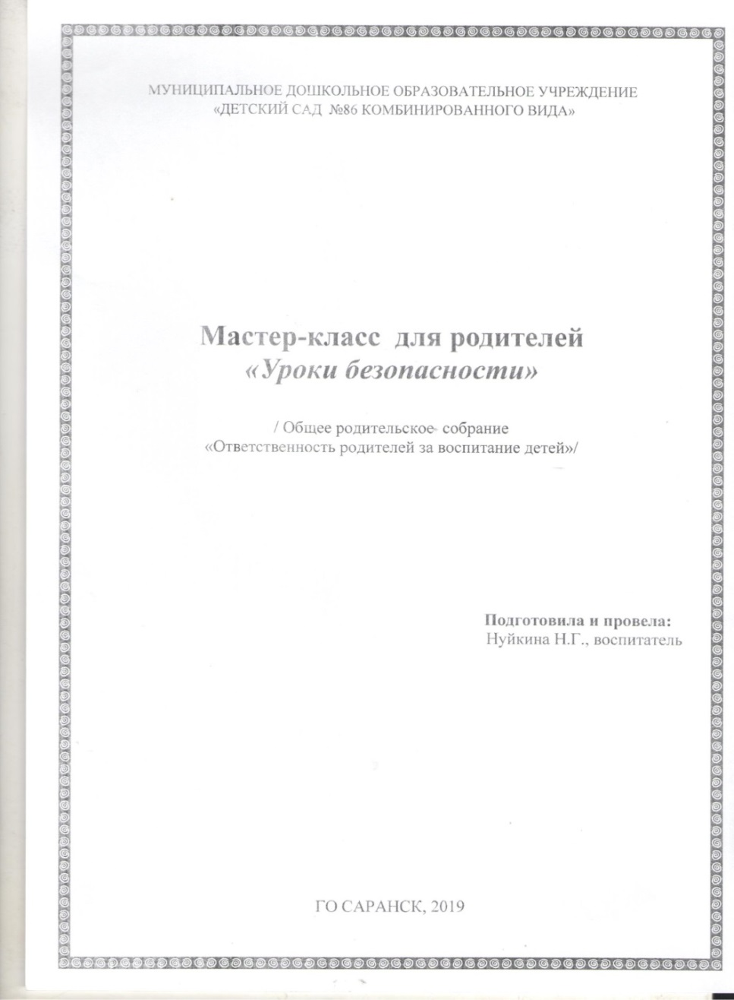 МУНИЦИПАЛЬНОЕ ДОШКОЛЬНОЕ ОБРАЗОВАТЕЛЬНОЕ УЧРЕЖДЕНИЕ
«ДЕТСКИЙ САД №86 КОМБИНИРОВАННОГО ВИДА»
Мастер-класс для родителей
«Уроки безопасности»
/ Общее родительское собрание
«Ответственность родителей за воспитание детей»/
Подготовила и провела:
Нуйкина Н.Г., воспитатель
ГО САРАНСК, 2019